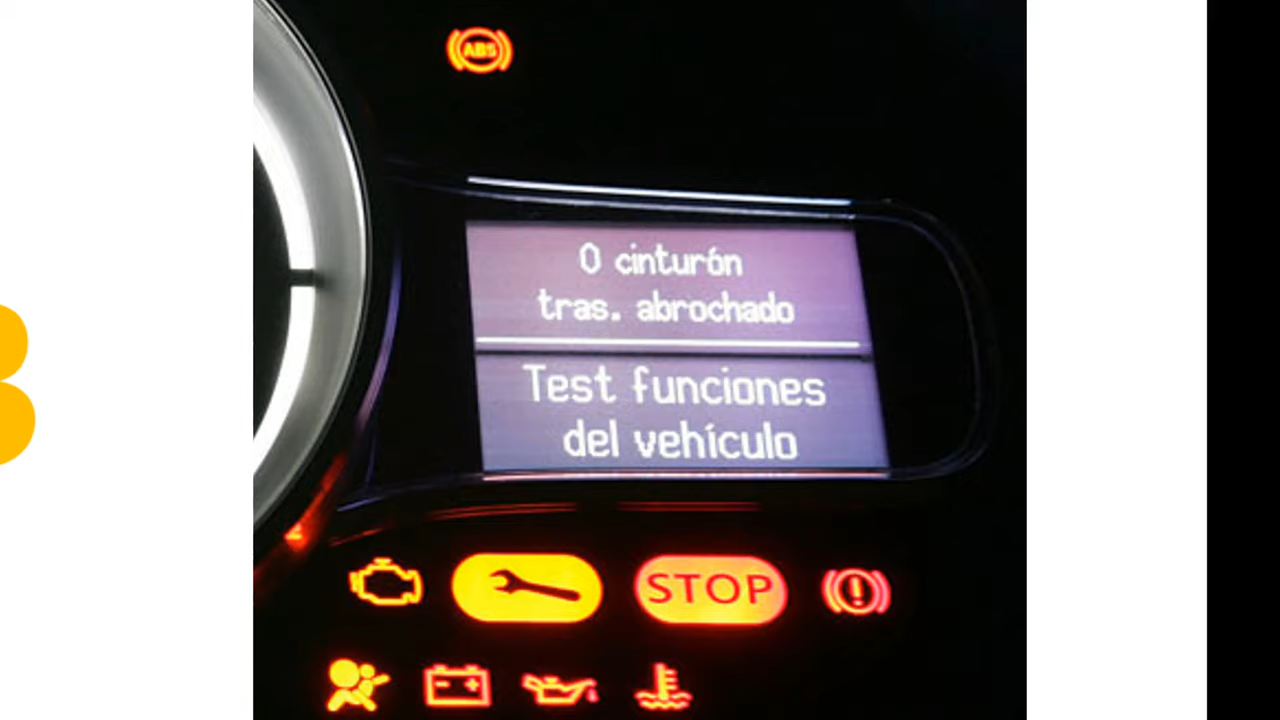 ABS
0 cinturón
tras. abrochado
Test funciones
del vehículo
STOP